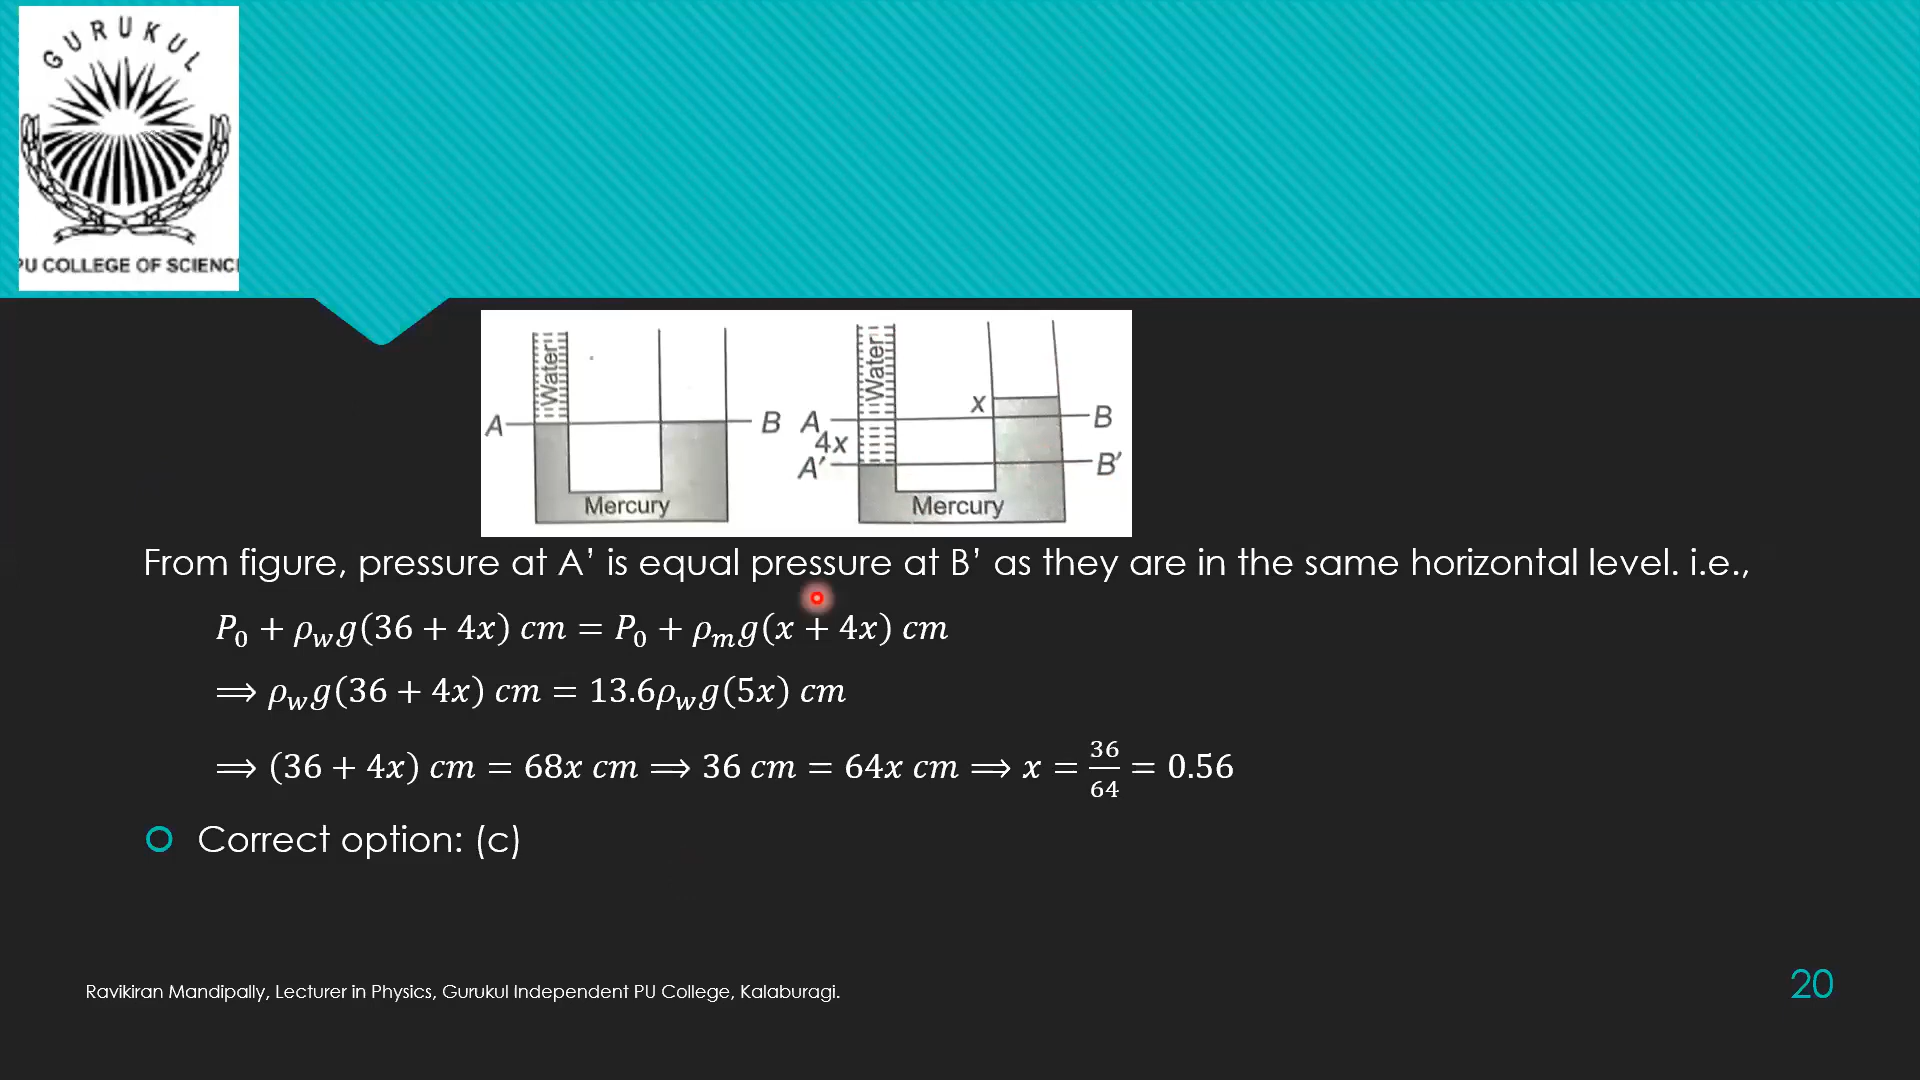 GURUKUL
PU COLLEGE OF SCIENC
Water
A
B
Mercury
Water
x
A
B
4x
A′
B′
Mercury
From figure, pressure at A’ is equal pressure at B’ as they are in the same horizontal level. i.e.,
P₀ + ρ_w g(36 + 4x) cm = P₀ + ρ_m g(x + 4x) cm
⟹ ρ_w g(36 + 4x) cm = 13.6ρ_w g(5x) cm
⟹ (36 + 4x) cm = 68x cm ⟹ 36 cm = 64x cm ⟹ x = 36/64 = 0.56
Correct option: (c)
Ravikiran Mandipally, Lecturer in Physics, Gurukul Independent PU College, Kalaburagi.
20